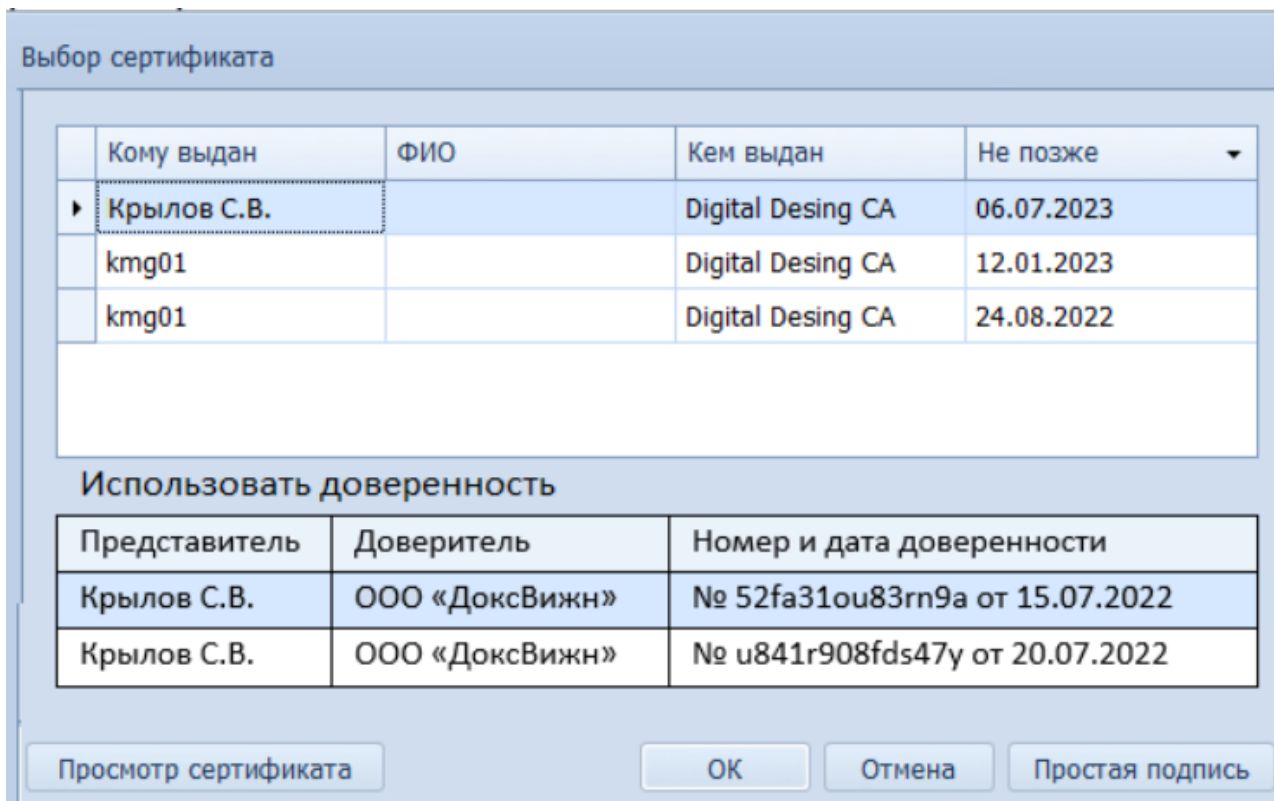 Выбор сертификата
Кому выдан ФИО Кем выдан Не позже
Крылов С.В. Digital Desing CA 06.07.2023
kmg01 Digital Desing CA 12.01.2023
kmg01 Digital Desing CA 24.08.2022
Использовать доверенность
Представитель Доверитель Номер и дата доверенности
Крылов С.В. ООО «ДоксВижн» № 52fa31ou83rn9a от 15.07.2022
Крылов С.В. ООО «ДоксВижн» № u841r908fds47y от 20.07.2022
Просмотр сертификата ОК Отмена Простая подпись